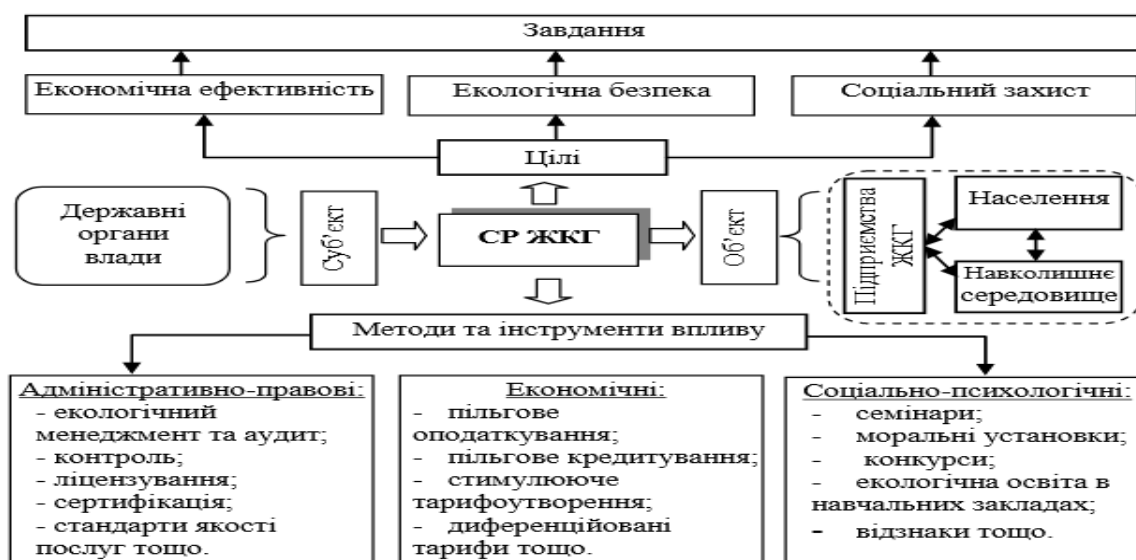 Завдання
Економічна ефективність
Екологічна безпека
Соціальний захист
Цілі
Державні
органи
влади
Суб’єкт
СР ЖКГ
Об’єкт
Підприємства
ЖКГ
Населення
Навколишнє
середовище
Методи та інструменти впливу
Адміністративно-правові:
- екологічний
менеджмент та аудит;
- контроль;
- ліцензування;
- сертифікація;
- стандарти якості
послуг тощо.
Економічні:
- пільгове
оподаткування;
- пільгове кредитування;
- стимулююче
тарифоутворення;
- диференційовані
тарифи тощо.
Соціально-психологічні:
- семінари;
- моральні установки;
- конкурси;
- екологічна освіта в
навчальних закладах;
- відзнаки тощо.